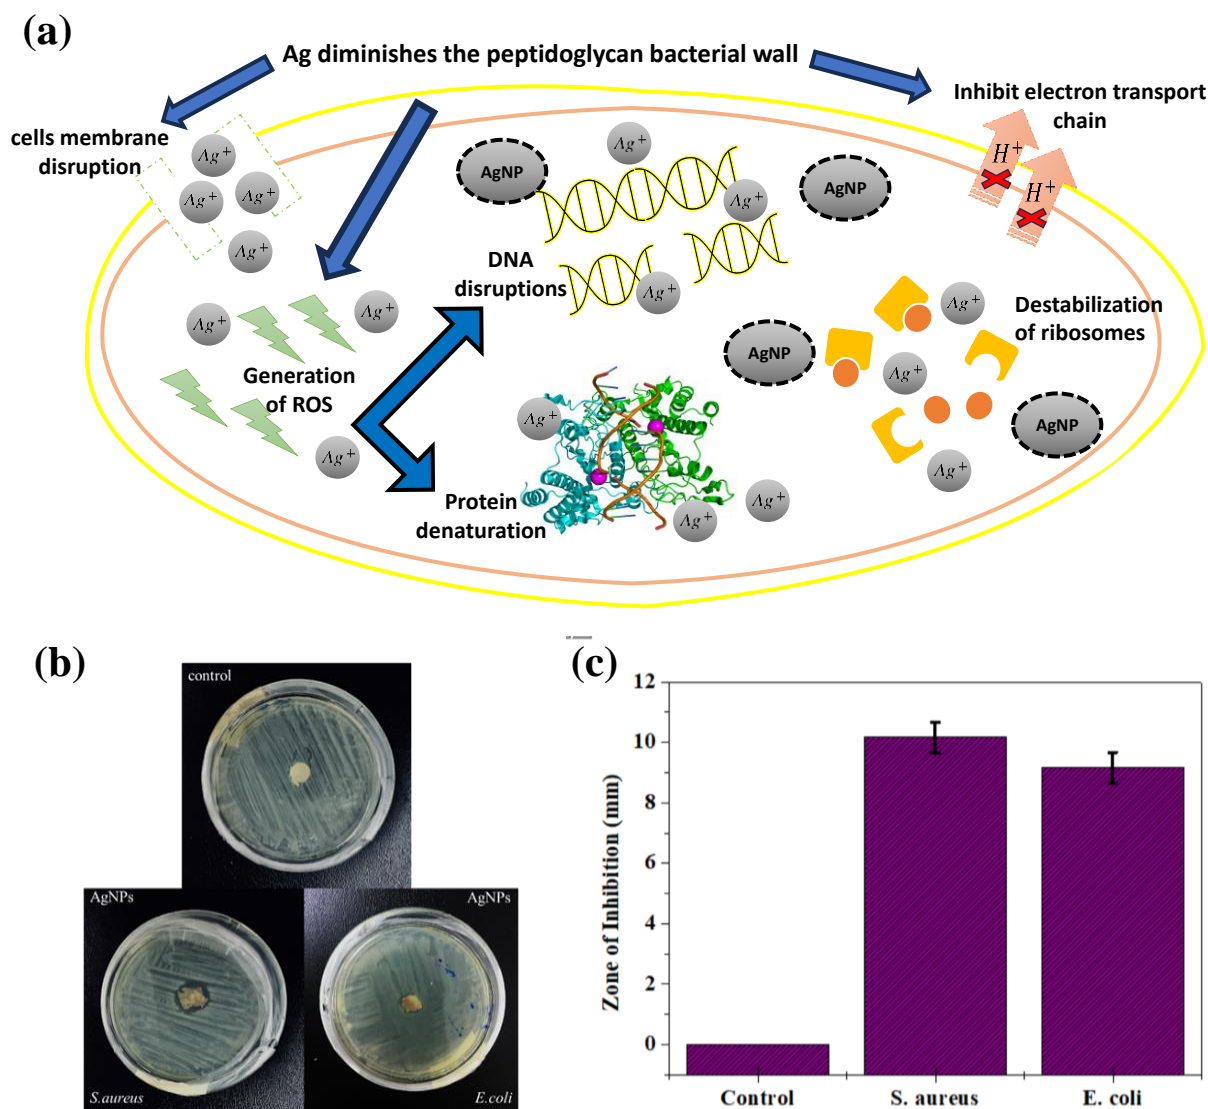 (a)
Ag diminishes the peptidoglycan bacterial wall
cells membrane
disruption
Inhibit electron transport
chain
H+
H+
Ag+
Ag+
Ag+
Ag+
AgNP
Ag+
Ag+
AgNP
DNA
disruptions
Ag+
Ag+
Ag+
Generation
of ROS
Ag+
AgNP
Ag+
Ag+
Destabilization
of ribosomes
AgNP
Ag+
Ag+
Protein
denaturation
Ag+
Ag+
(b)
control
AgNPs
S.aureus
AgNPs
E.coli
(c)
Zone of Inhibition (mm)
12
10
8
6
4
2
0
Control
S. aureus
E. coli